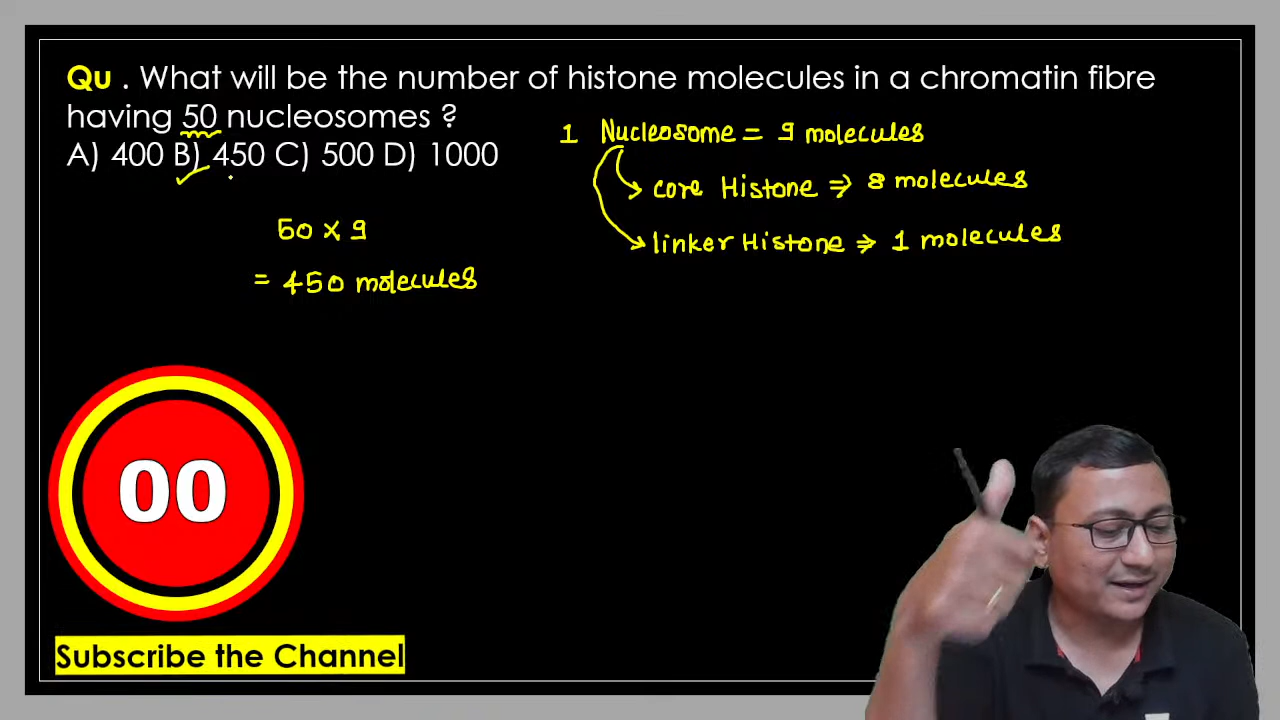 Qu . What will be the number of histone molecules in a chromatin fibre
having 50 nucleosomes ?
A) 400 B) 450 C) 500 D) 1000
1 Nucleosome = 9 molecules
core Histone ⇒ 8 molecules
linker Histone ⇒ 1 molecules
50 × 9
= 450 molecules
00
Subscribe the Channel